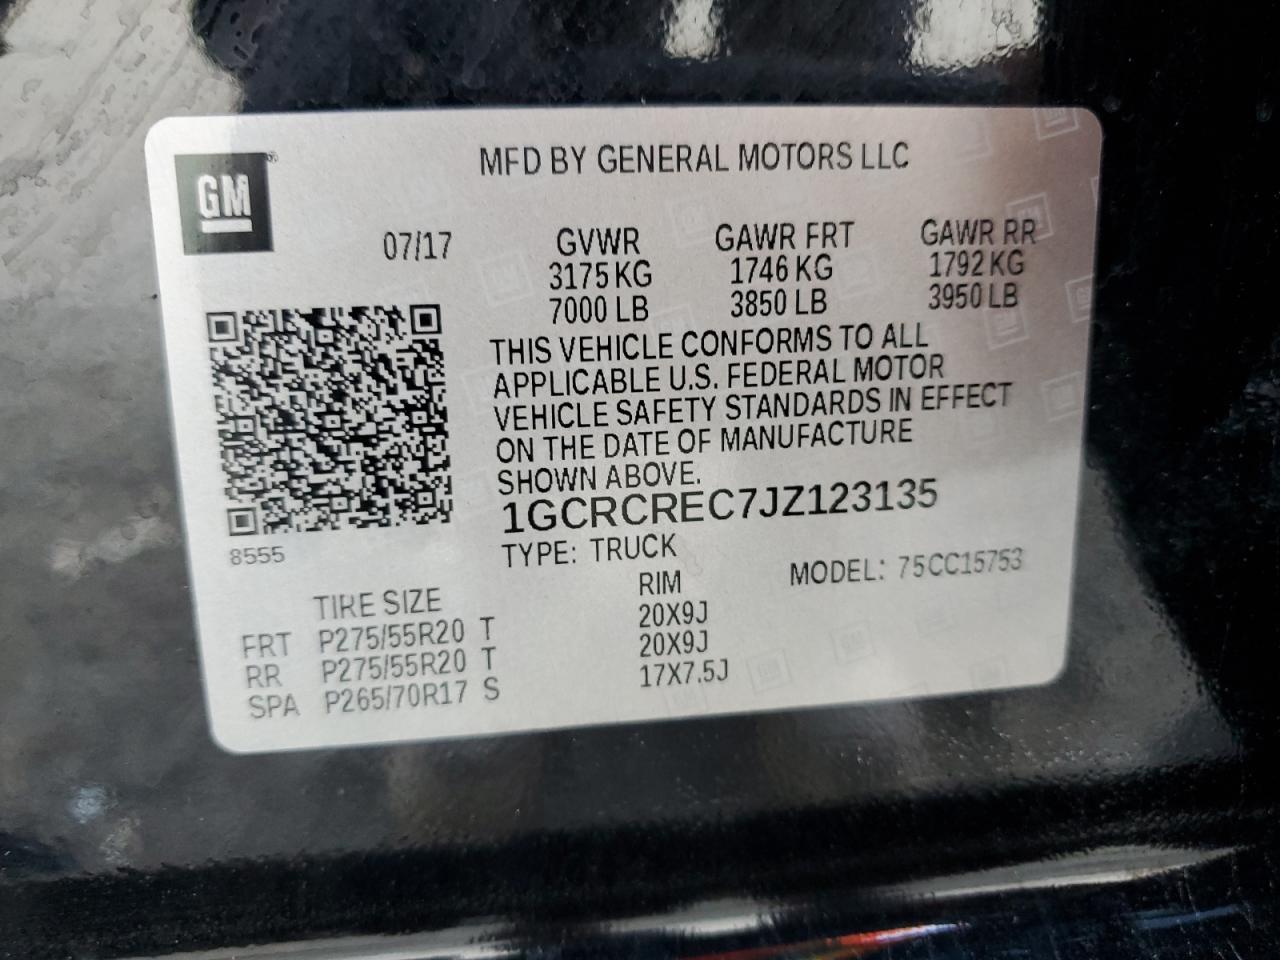 GM
MFD BY GENERAL MOTORS LLC
07/17 GVWR GAWR FRT GAWR RR
3175 KG 1746 KG 1792 KG
7000 LB 3850 LB 3950 LB
THIS VEHICLE CONFORMS TO ALL
APPLICABLE U.S. FEDERAL MOTOR
VEHICLE SAFETY STANDARDS IN EFFECT
ON THE DATE OF MANUFACTURE
SHOWN ABOVE.
1GCRCREC7JZ123135
8555
TYPE: TRUCK
MODEL: 75CC15753
TIRE SIZE RIM
FRT P275/55R20 T 20X9J
RR P275/55R20 T 20X9J
SPA P265/70R17 S 17X7.5J